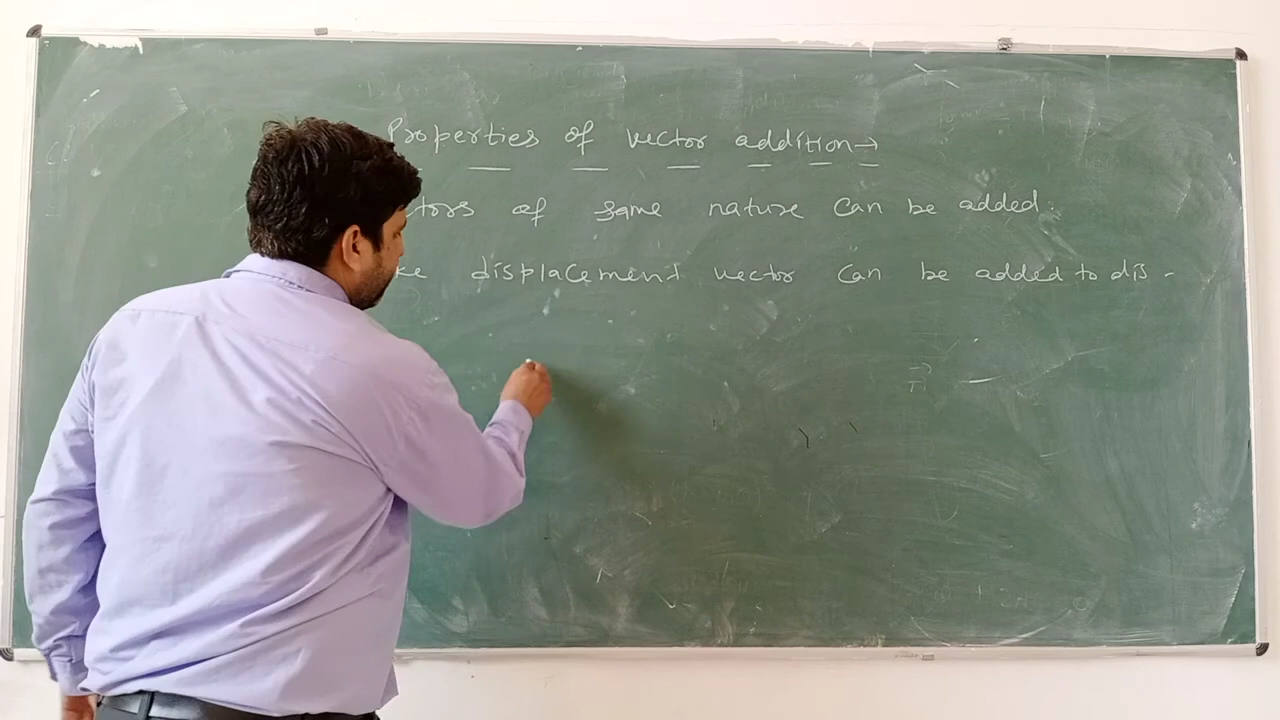 Properties of vector addition→
ctors of same nature can be added.
ke displacement vector can be added to dis-